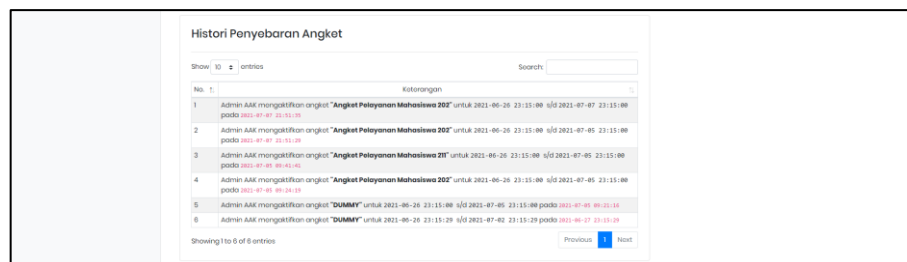 Histori Penyebaran Angket
Show 10 entries Search:
No. Keterangan
1 Admin AAK mengaktifkan angket "Angket Pelayanan Mahasiswa 202" untuk 2021-06-26 23:15:00 s/d 2021-07-07 23:15:00
pada 2021-07-07 21:51:35
2 Admin AAK mengaktifkan angket "Angket Pelayanan Mahasiswa 202" untuk 2021-06-26 23:15:00 s/d 2021-07-05 23:15:00
pada 2021-07-07 21:51:20
3 Admin AAK mengaktifkan angket "Angket Pelayanan Mahasiswa 211" untuk 2021-06-26 23:15:00 s/d 2021-07-05 23:15:00
pada 2021-07-05 09:41:41
4 Admin AAK mengaktifkan angket "Angket Pelayanan Mahasiswa 202" untuk 2021-06-26 23:15:00 s/d 2021-07-05 23:15:00
pada 2021-07-05 09:24:19
5 Admin AAK mengaktifkan angket "DUMMY" untuk 2021-06-26 23:15:00 s/d 2021-07-05 23:15:00 pada 2021-07-05 09:21:16
6 Admin AAK mengaktifkan angket "DUMMY" untuk 2021-06-26 23:15:29 s/d 2021-07-02 23:15:29 pada 2021-06-27 23:15:29
Showing 1 to 6 of 6 entries Previous 1 Next